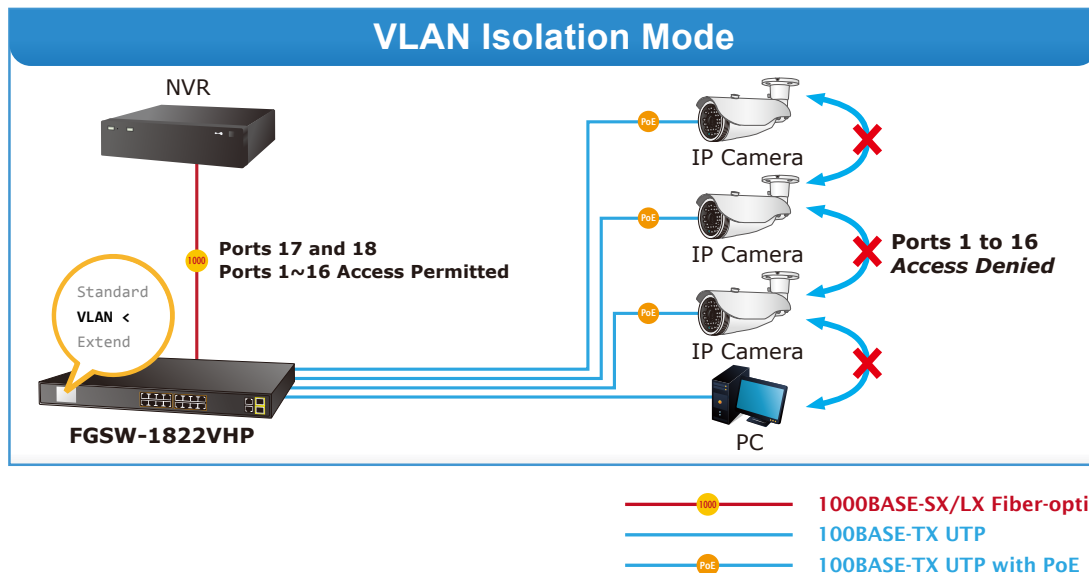 VLAN Isolation Mode
NVR
PoE
IP Camera
PoE
IP Camera
Ports 17 and 18
Ports 1~16 Access Permitted
1000
Ports 1 to 16
Access Denied
Standard
VLAN <
Extend
PoE
IP Camera
FGSW-1822VHP
PC
1000
1000BASE-SX/LX Fiber-opti
100BASE-TX UTP
PoE
100BASE-TX UTP with PoE